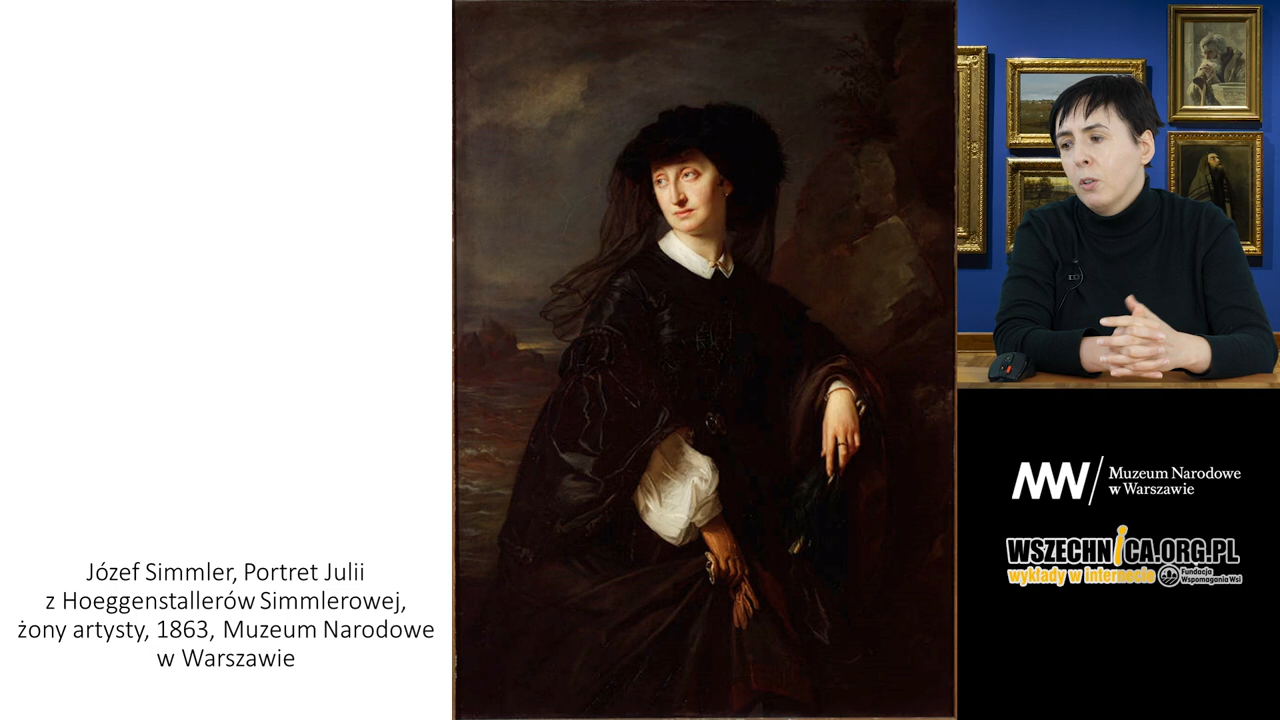 Józef Simmler, Portret Julii
z Hoeggenstallerów Simmlerowej,
żony artysty, 1863, Muzeum Narodowe
w Warszawie
MW/ Muzeum Narodowe
w Warszawie
WSZECHNICA.ORG.PL
wykłady w internecie Fundacja
Wspomagania Wsi